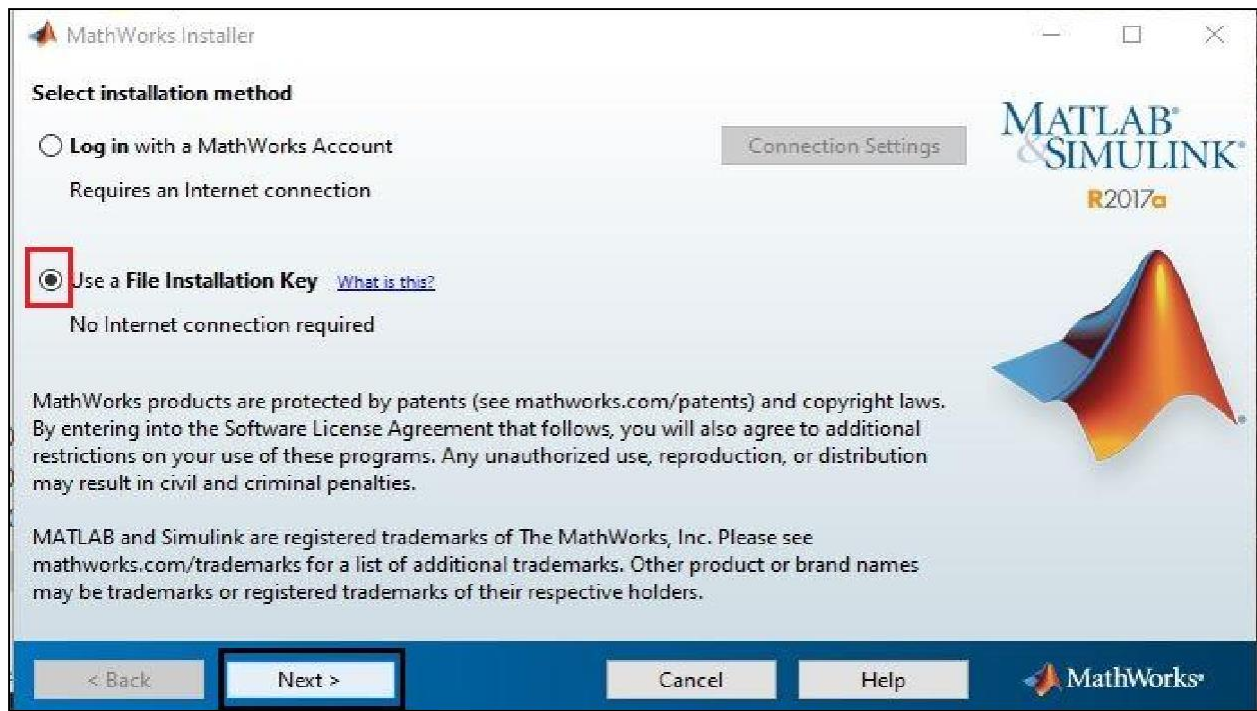 MathWorks Installer
Select installation method
Log in with a MathWorks Account
Connection Settings
Requires an Internet connection
Use a File Installation Key What is this?
No Internet connection required
MathWorks products are protected by patents (see mathworks.com/patents) and copyright laws.
By entering into the Software License Agreement that follows, you will also agree to additional
restrictions on your use of these programs. Any unauthorized use, reproduction, or distribution
may result in civil and criminal penalties.
MATLAB and Simulink are registered trademarks of The MathWorks, Inc. Please see
mathworks.com/trademarks for a list of additional trademarks. Other product or brand names
may be trademarks or registered trademarks of their respective holders.
MATLAB®
&SIMULINK®
R2017a
< Back
Next >
Cancel
Help
MathWorks®